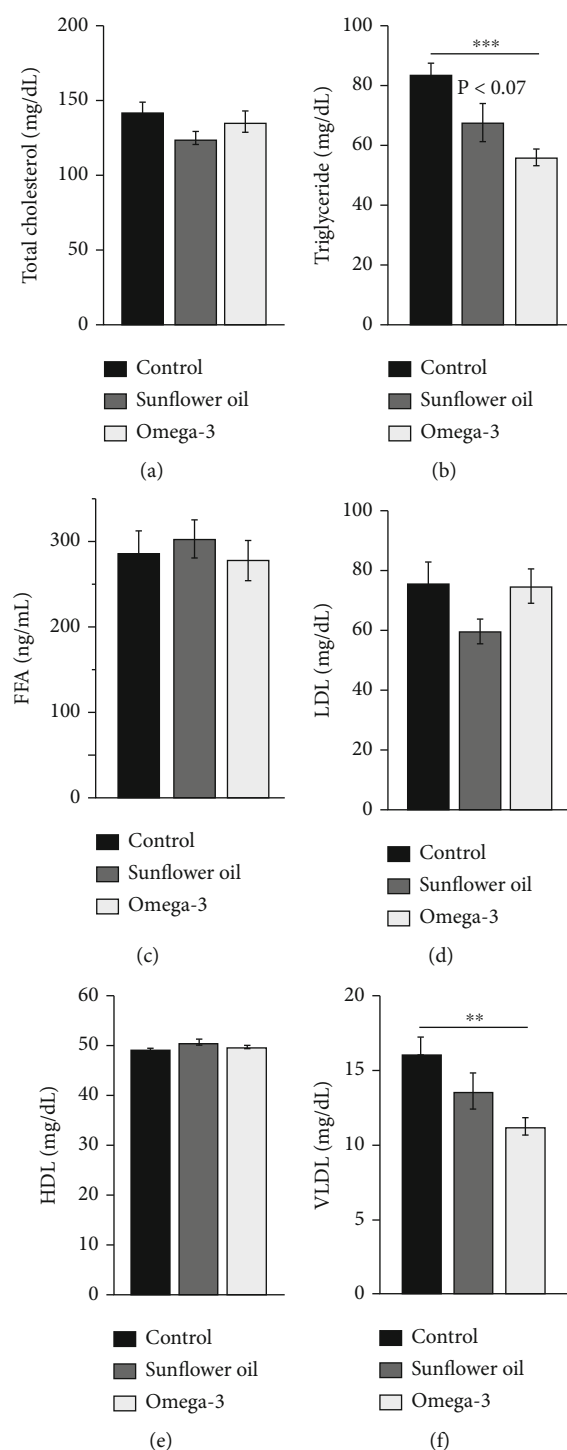 200
150
100
50
0
Total cholesterol (mg/dL)
Control
Sunflower oil
Omega-3
(a)
100
80
60
40
20
0
Triglyceride (mg/dL)
***
P < 0.07
Control
Sunflower oil
Omega-3
(b)
300
200
100
0
FFA (ng/mL)
Control
Sunflower oil
Omega-3
(c)
100
80
60
40
20
0
LDL (mg/dL)
Control
Sunflower oil
Omega-3
(d)
60
50
40
30
20
10
0
HDL (mg/dL)
Control
Sunflower oil
Omega-3
(e)
20
15
10
5
0
VLDL (mg/dL)
**
Control
Sunflower oil
Omega-3
(f)